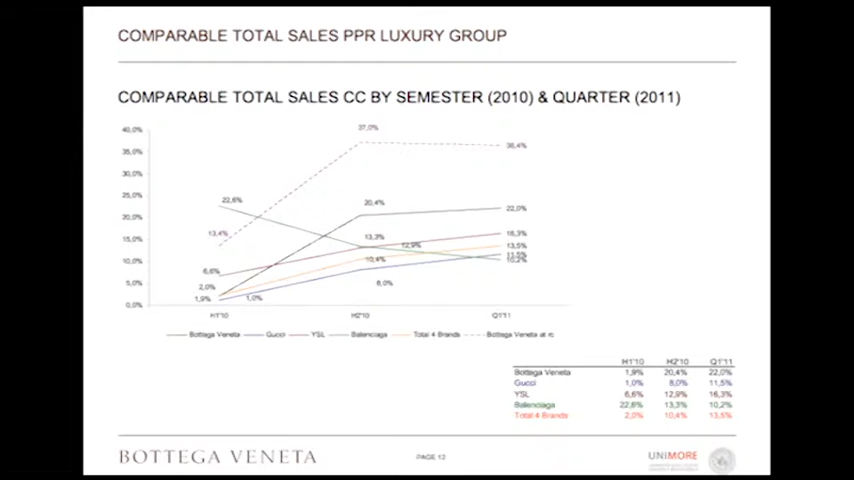 COMPARABLE TOTAL SALES PPR LUXURY GROUP
COMPARABLE TOTAL SALES CC BY SEMESTER (2010) & QUARTER (2011)
40,0%
35,0%
30,0%
25,0%
20,0%
15,0%
10,0%
5,0%
0,0%
37,0%
36,4%
22,6%
20,4%
22,0%
13,4%
13,3%
12,9%
16,3%
13,5%
11,5%
10,2%
6,6%
10,4%
2,0%
8,0%
1,9%
1,0%
H1'10 H2'10 Q1'11
Bottega Veneta Gucci YSL Balenciaga Total 4 Brands Bottega Veneta at rc
H1'10 H2'10 Q1'11
Bottega Veneta 1,9% 20,4% 22,0%
Gucci 1,0% 8,0% 11,5%
YSL 6,6% 12,9% 16,3%
Balenciaga 22,6% 13,3% 10,2%
Total 4 Brands 2,0% 10,4% 13,5%
BOTTEGA VENETA
PAGE 12
UNIMORE